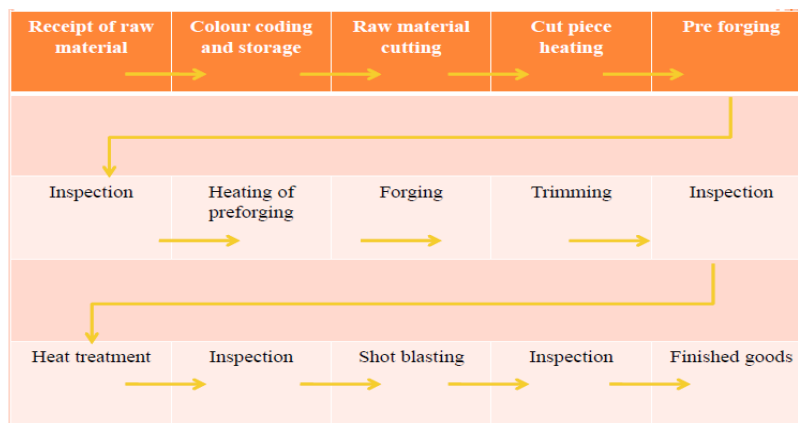 Receipt of raw material
Colour coding and storage
Raw material cutting
Cut piece heating
Pre forging
Inspection
Heating of preforging
Forging
Trimming
Inspection
Heat treatment
Inspection
Shot blasting
Inspection
Finished goods